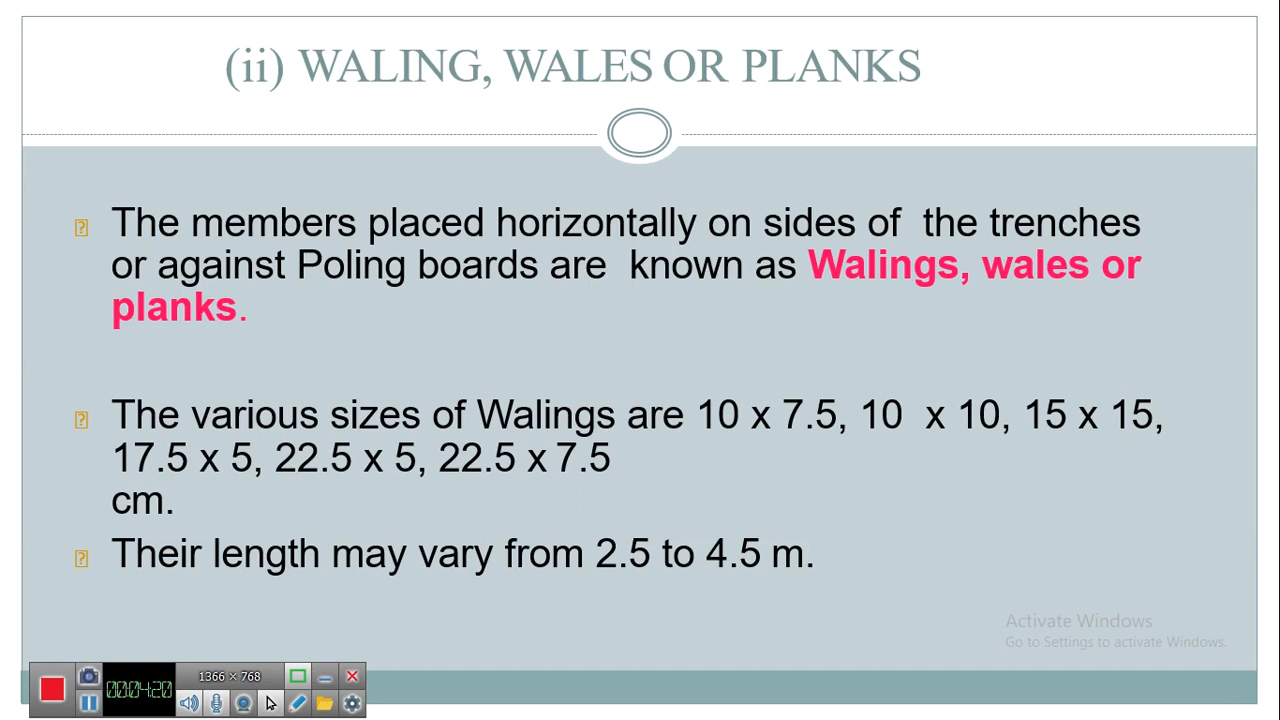 (ii) WALING, WALES OR PLANKS
The members placed horizontally on sides of the trenches
or against Poling boards are known as Walings, wales or
planks.
The various sizes of Walings are 10 x 7.5, 10 x 10, 15 x 15,
17.5 x 5, 22.5 x 5, 22.5 x 7.5
cm.
Their length may vary from 2.5 to 4.5 m.
Activate Windows
Go to Settings to activate Windows.
1366 × 768
00:04:20